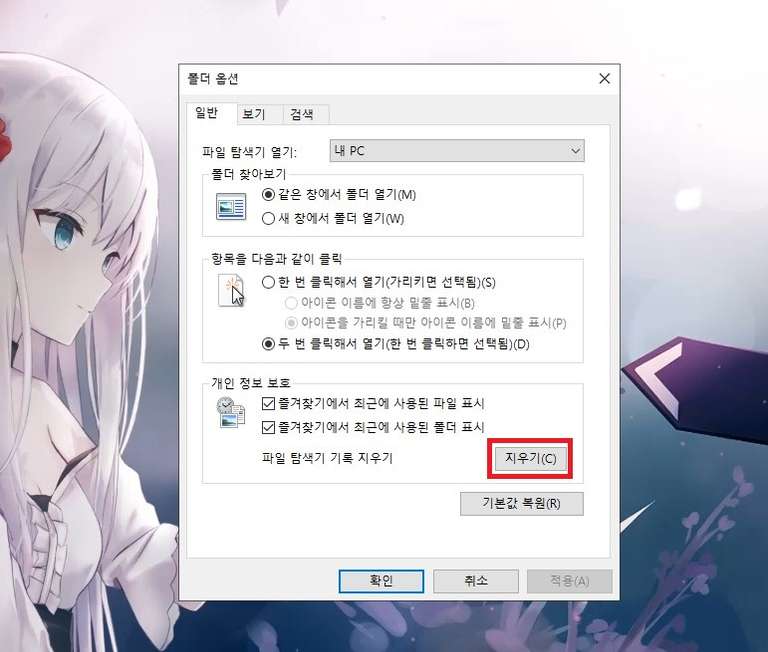 폴더 옵션
일반 보기 검색
파일 탐색기 열기: 내 PC
폴더 찾아보기
같은 창에서 폴더 열기(M)
새 창에서 폴더 열기(W)
항목을 다음과 같이 클릭
한 번 클릭해서 열기(가리키면 선택됨)(S)
아이콘 이름에 항상 밑줄 표시(B)
아이콘을 가리킬 때만 아이콘 이름에 밑줄 표시(P)
두 번 클릭해서 열기(한 번 클릭하면 선택됨)(D)
개인 정보 보호
즐겨찾기에서 최근에 사용된 파일 표시
즐겨찾기에서 최근에 사용된 폴더 표시
파일 탐색기 기록 지우기 지우기(C)
기본값 복원(R)
확인 취소 적용(A)